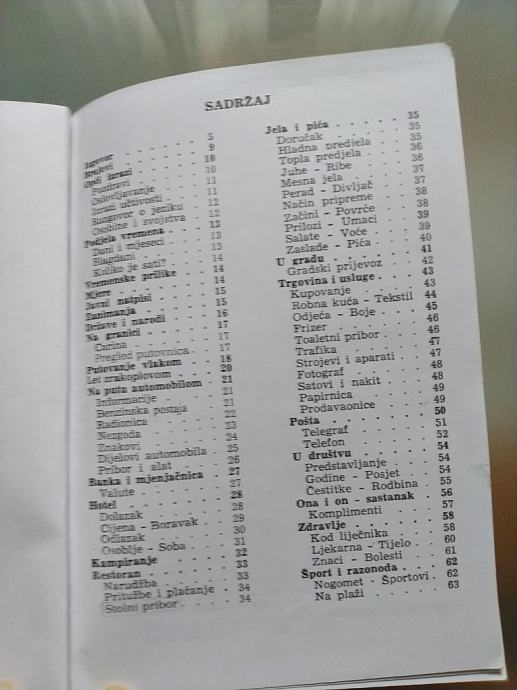 SADRŽAJ
Izgovor . . . . . . . 5
Brojevi . . . . . . . 9
Opći izrazi . . . . . . 10
Pozdravi . . . . . . 10
Oslovljavanje . . . . . 11
Izrazi učtivosti . . . . 11
Razgovor o jeziku . . . 12
Osobine i svojstva . . . 12
Podjela vremena . . . . 13
Dani i mjeseci . . . . 13
Blagdani . . . . . . 13
Koliko je sati? . . . . 14
Vremenske prilike . . . . 14
Mjere . . . . . . . 14
Javni natpisi . . . . . 15
Zanimanja . . . . . . 15
Države i narodi . . . . 16
Na granici . . . . . . 17
Carina . . . . . . . 17
Pregled putovnica . . . 17
Putovanje vlakom . . . . 18
Let zrakoplovom . . . . 20
Na putu automobilom . . 21
Informacije . . . . . 21
Benzinska postaja . . . 21
Radionica . . . . . . 22
Nezgoda . . . . . . 23
Znakovi . . . . . . 24
Dijelovi automobila . . 25
Pribor i alat . . . . . 26
Banka i mjenjačnica . . 27
Valute . . . . . . . 27
Hotel . . . . . . . . 28
Dolazak . . . . . . 28
Cijena - Boravak . . . 29
Odlazak . . . . . . 30
Osoblje - Soba . . . . 31
Kampiranje . . . . . . 32
Restoran . . . . . . . 33
Narudžba . . . . . . 33
Pritužbe i plaćanje . . . 34
Stolni pribor . . . . . 34
Jela i pića . . . . . 35
Doručak . . . . . . 35
Hladna predjela . . . 35
Topla predjela . . . . 36
Juhe - Ribe . . . . . 36
Mesna jela . . . . . 37
Perad - Divljač . . . 37
Način pripreme . . . 38
Začini - Povrće . . . 38
Prilozi - Umaci . . . 39
Salate - Voće . . . . 39
Zaslade - Pića . . . . 40
U gradu . . . . . . . 41
Gradski prijevoz . . . 42
Trgovina i usluge . . . . 43
Kupovanje . . . . . 43
Robna kuća - Tekstil 44
Odjeća - Boje . . . . 45
Frizer . . . . . . . 46
Toaletni pribor . . . . 46
Trafika . . . . . . 47
Strojevi i aparati . . . 47
Fotograf . . . . . . 48
Satovi i nakit . . . . 48
Papirnica . . . . . 49
Prodavaonice . . . . 49
Pošta . . . . . . . . 50
Telegraf . . . . . . 51
Telefon . . . . . . 52
U društvu . . . . . . 54
Predstavljanje . . . . 54
Godine - Posjet . . . 54
Čestitke - Rodbina . . 55
Ona i on - sastanak . . 56
Komplimenti . . . . 57
Zdravlje . . . . . . . 58
Kod liječnika . . . . 58
Ljekarna - Tijelo . . . 60
Znaci - Bolesti . . . 61
Šport i razonoda . . . . 62
Nogomet - Športovi . 62
Na plaži . . . . . . 63